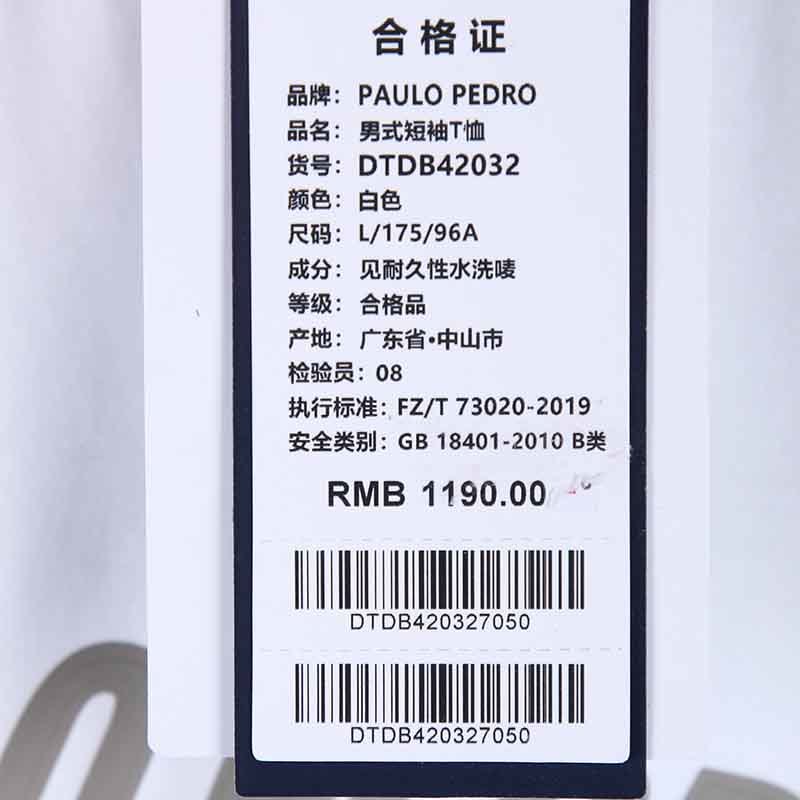 合格证
品牌：PAULO PEDRO
品名：男式短袖T恤
货号：DTDB42032
颜色：白色
尺码：L/175/96A
成分：见耐久性水洗唛
等级：合格品
产地：广东省·中山市
检验员：08
执行标准：FZ/T 73020-2019
安全类别：GB 18401-2010 B类
RMB 1190.00
DTDB420327050
DTDB420327050